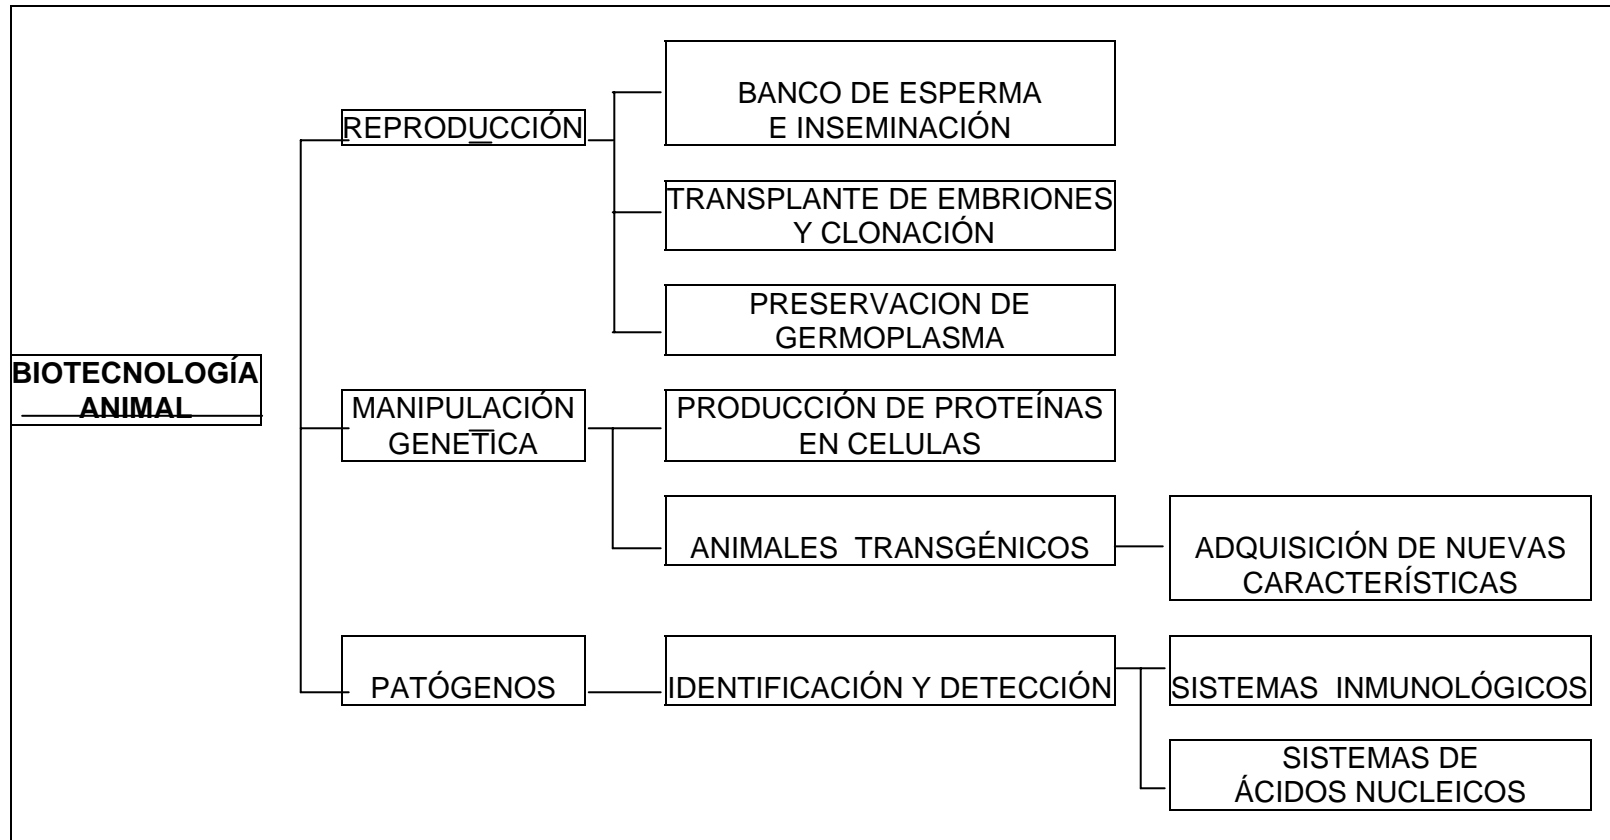 BIOTECNOLOGÍA
ANIMAL
REPRODUCCIÓN
BANCO DE ESPERMA
E INSEMINACIÓN
TRANSPLANTE DE EMBRIONES
Y CLONACIÓN
PRESERVACION DE
GERMOPLASMA
MANIPULACIÓN
GENETICA
PRODUCCIÓN DE PROTEÍNAS
EN CELULAS
ANIMALES TRANSGÉNICOS
ADQUISICIÓN DE NUEVAS
CARACTERÍSTICAS
PATÓGENOS
IDENTIFICACIÓN Y DETECCIÓN
SISTEMAS INMUNOLÓGICOS
SISTEMAS DE
ÁCIDOS NUCLEICOS